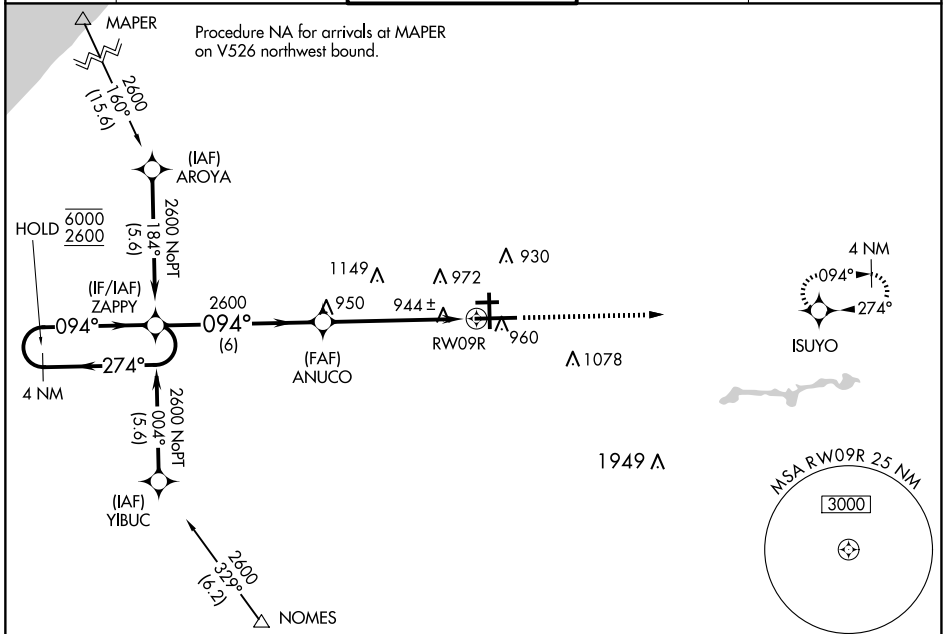 MAPER
Procedure NA for arrivals at MAPER
on V526 northwest bound.
2600
160°
(15.6)
(IAF)
AROYA
2600 NoPT
184°
(5.6)
HOLD 6000
2600
(IF/IAF)
ZAPPY
094°
274°
4 NM
2600
094°
(6)
(FAF)
ANUCO
950
1149
944±
972
930
RW09R
960
1078
4 NM
094°
274°
ISUYO
2600 NoPT
004°
(5.6)
(IAF)
YIBUC
2600
329°
(6.2)
NOMES
1949
MSA RW09R 25 NM
3000